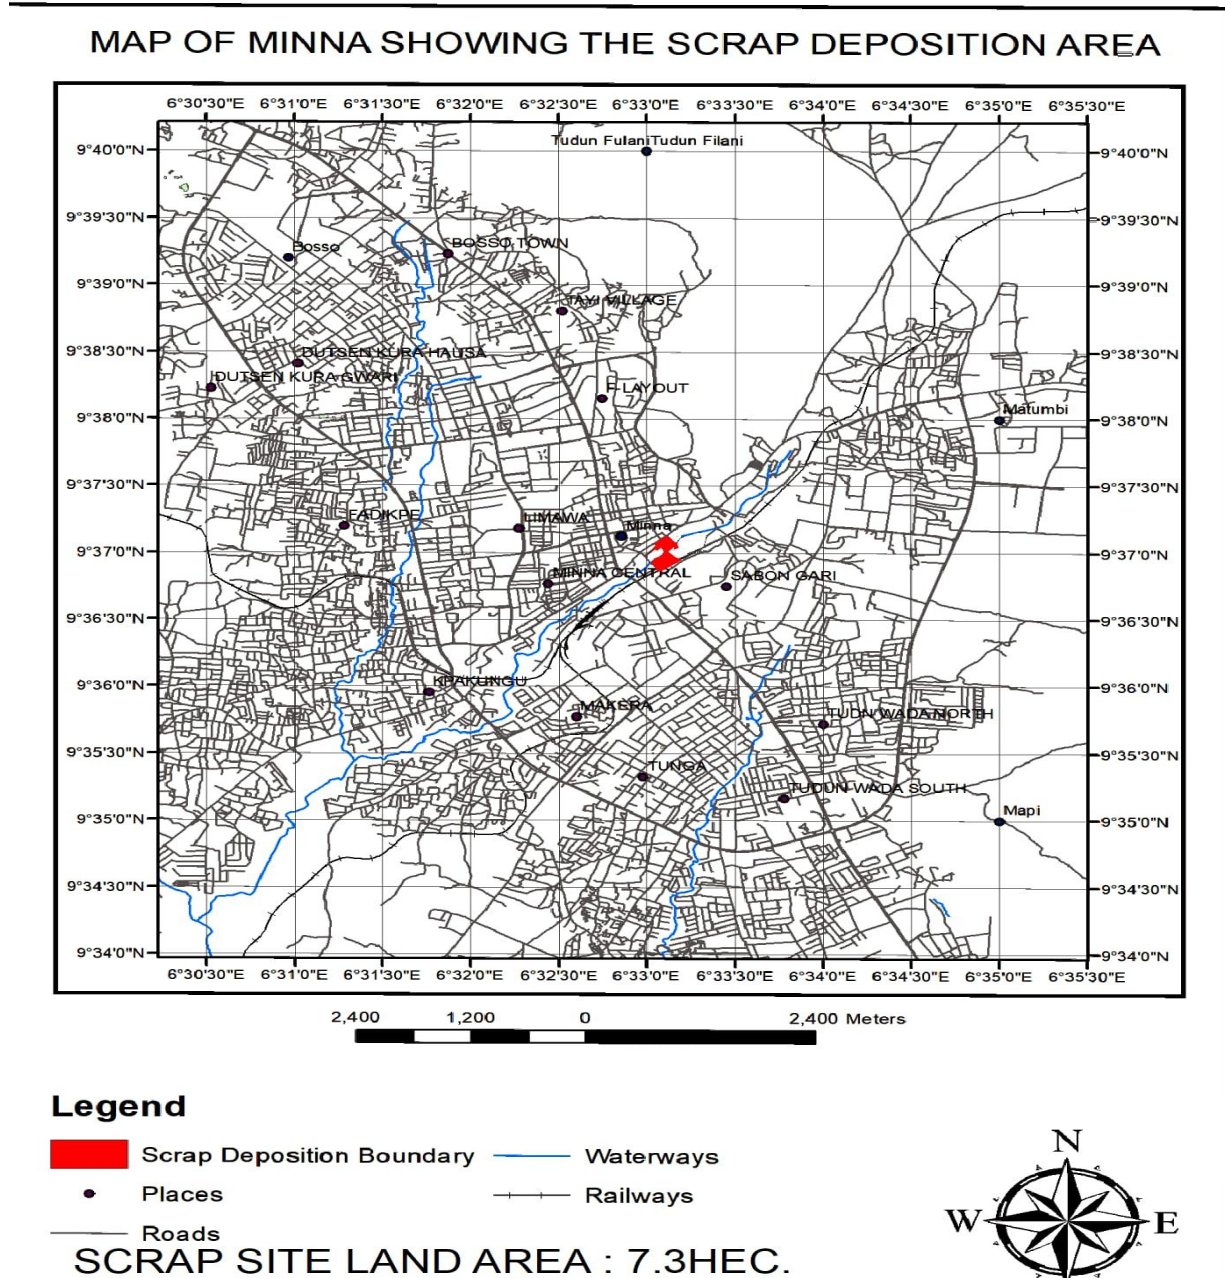 MAP OF MINNA SHOWING THE SCRAP DEPOSITION AREA
6°30'30"E 6°31'0"E 6°31'30"E 6°32'0"E 6°32'30"E 6°33'0"E 6°33'30"E 6°34'0"E 6°34'30"E 6°35'0"E 6°35'30"E
Tudun Fulani Tudun Filani
9°40'0"N 9°40'0"N
9°39'30"N 9°39'30"N
Bosso BOSSO TOWN
9°39'0"N 9°39'0"N
TAYI VILLAGE
9°38'30"N 9°38'30"N
DUTSEN KURA HAUSA
DUTSEN KURA GWARI
F-LAYOUT
9°38'0"N Matumbi 9°38'0"N
9°37'30"N 9°37'30"N
FADIKPE LIMAWA Minna
9°37'0"N 9°37'0"N
MINNA CENTRAL SABON GARI
9°36'30"N 9°36'30"N
9°36'0"N KPAKUNGU 9°36'0"N
MAKERA TUDN WADA NORTH
9°35'30"N 9°35'30"N
TUNGA
TUDUN WADA SOUTH
9°35'0"N Mapi 9°35'0"N
9°34'30"N 9°34'30"N
9°34'0"N 9°34'0"N
6°30'30"E 6°31'0"E 6°31'30"E 6°32'0"E 6°32'30"E 6°33'0"E 6°33'30"E 6°34'0"E 6°34'30"E 6°35'0"E 6°35'30"E
2,400 1,200 0 2,400 Meters
Legend
Scrap Deposition Boundary Waterways
Places Railways
Roads
N
W E
SCRAP SITE LAND AREA : 7.3HEC.